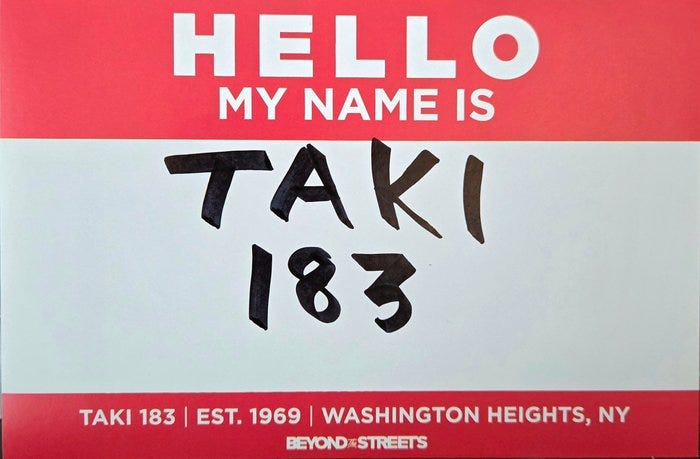 HELLO
MY NAME IS
TAKI
183
TAKI 183 | EST. 1969 | WASHINGTON HEIGHTS, NY
BEYOND THE STREETS